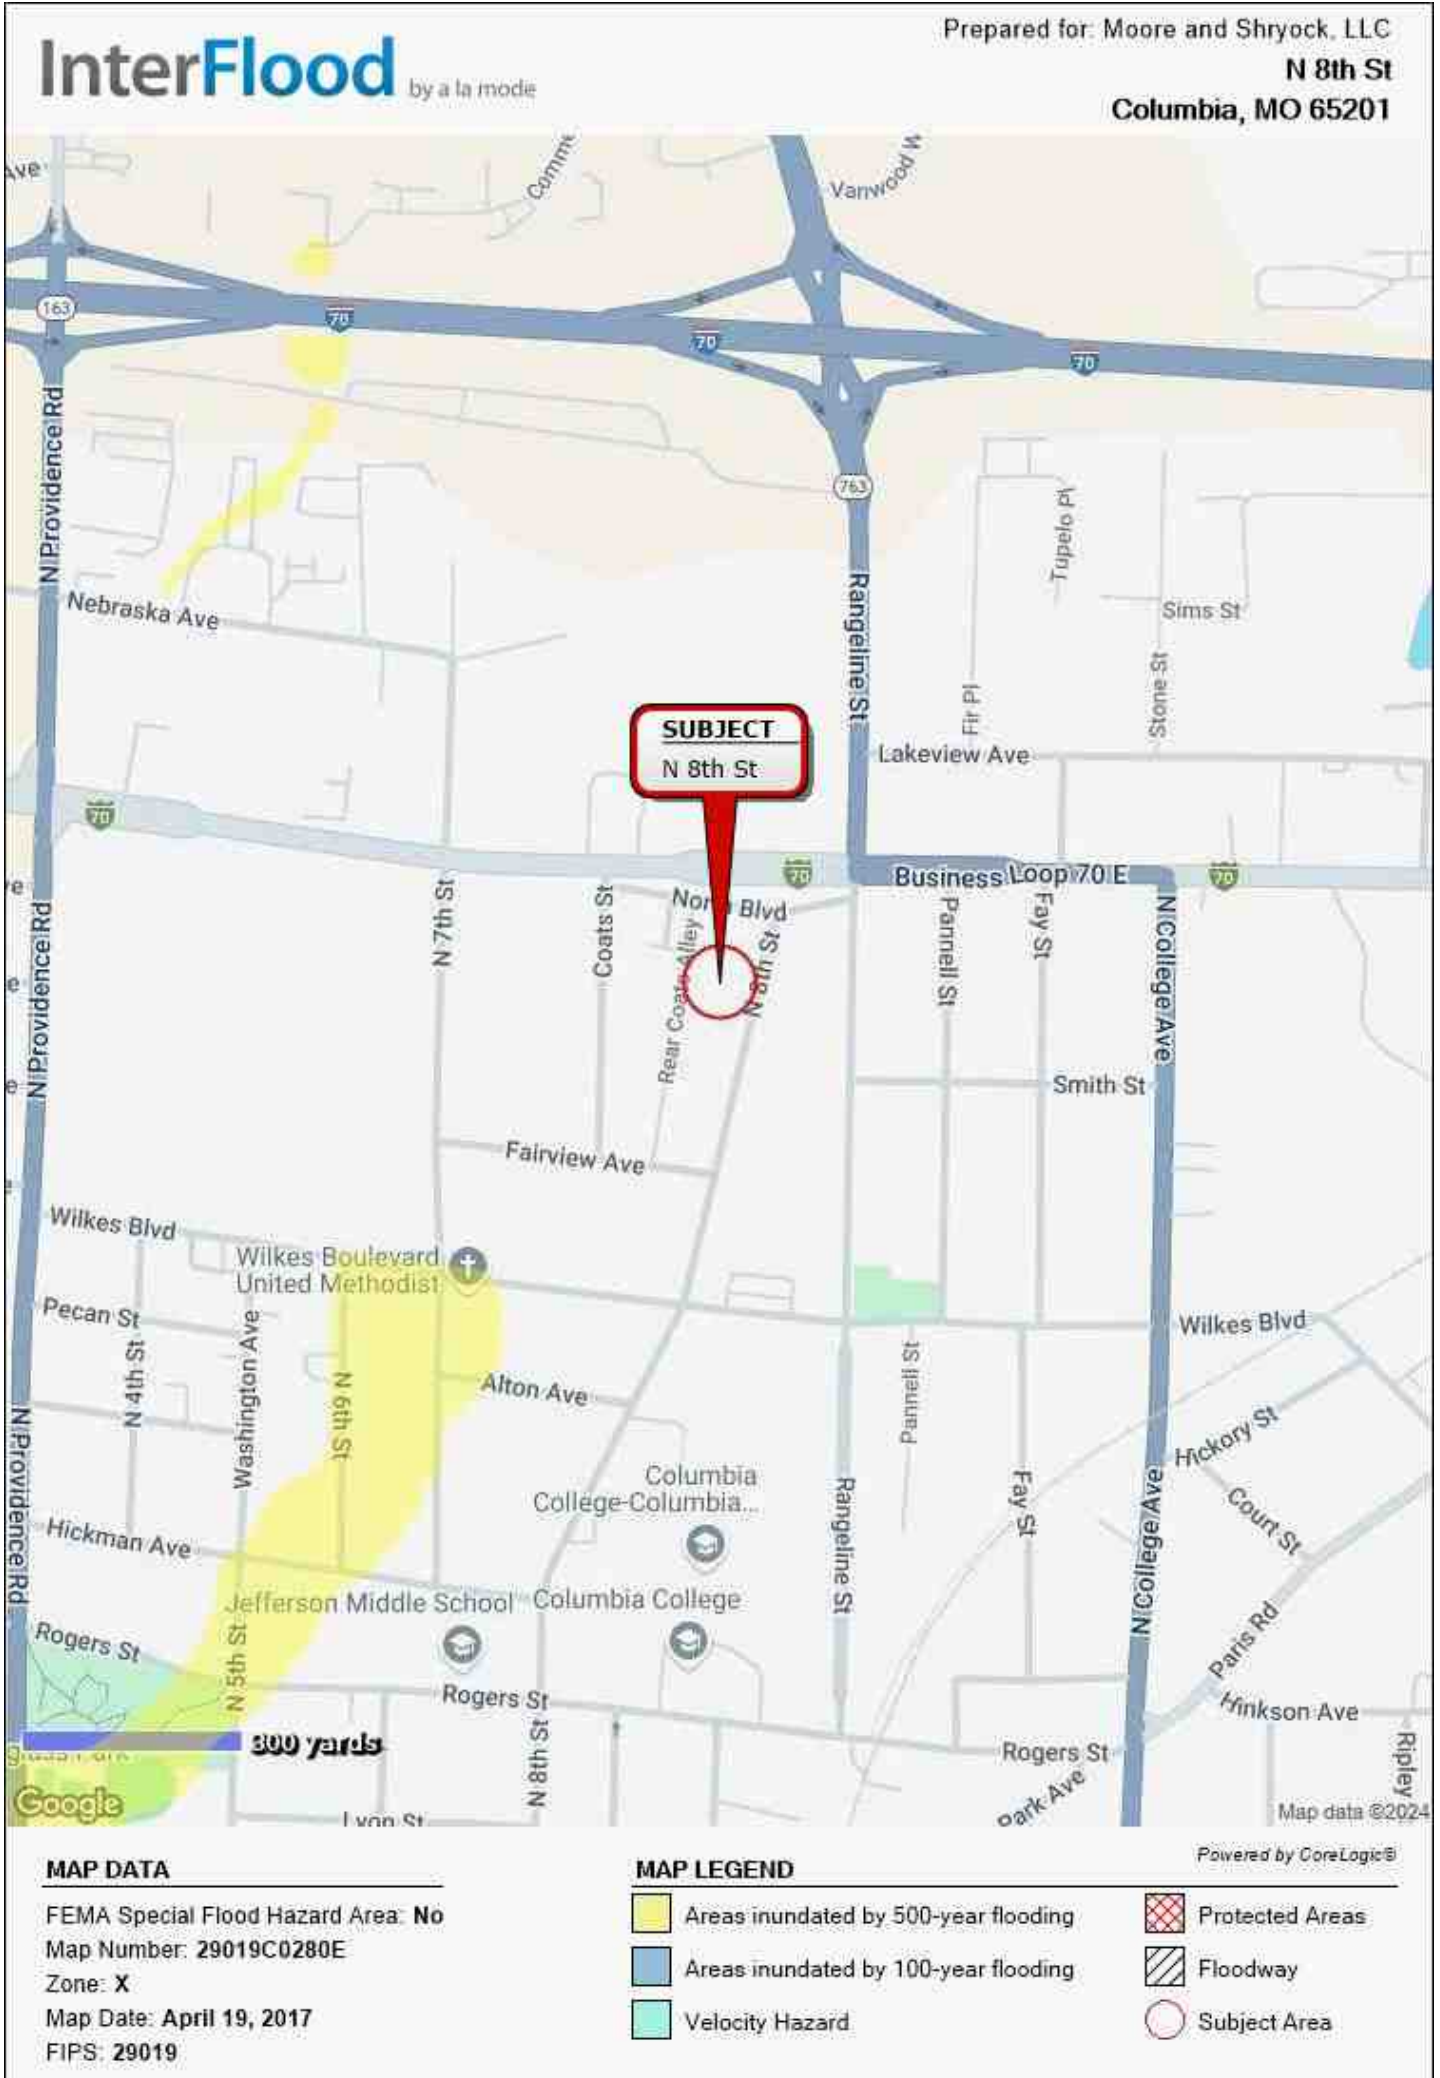 InterFlood by a la mode
Prepared for: Moore and Shryock, LLC
N 8th St
Columbia, MO 65201
Ave
Vanwood
163
70
70
70
N Providence Rd
763
Tupelo Pl
Rangeline St
Sims St
Nebraska Ave
Stone St
Fir Pl
SUBJECT
N 8th St
Lakeview Ave
70
70
Business Loop 70 E
70
North Blvd
N 7th St
Coats St
Rear Coats Alley
N 8th St
Pannell St
Fay St
N College Ave
N Providence Rd
Smith St
Fairview Ave
Wilkes Blvd
Wilkes Boulevard
United Methodist
Pecan St
Wilkes Blvd
N 4th St
Washington Ave
N 6th St
Alton Ave
Pannell St
Hickory St
N Providence Rd
Columbia
College-Columbia...
Rangeline St
Fay St
N College Ave
Court St
Hickman Ave
Jefferson Middle School
Columbia College
Rogers St
N 5th St
Paris Rd
Rogers St
Hinkson Ave
N 8th St
800 yards
Rogers St
Ripley
Park Ave
Google
Lyon St
Map data ©2024
Powered by CoreLogic®
MAP DATA
FEMA Special Flood Hazard Area: No
Map Number: 29019C0280E
Zone: X
Map Date: April 19, 2017
FIPS: 29019
MAP LEGEND
Areas inundated by 500-year flooding
Areas inundated by 100-year flooding
Velocity Hazard
Protected Areas
Floodway
Subject Area